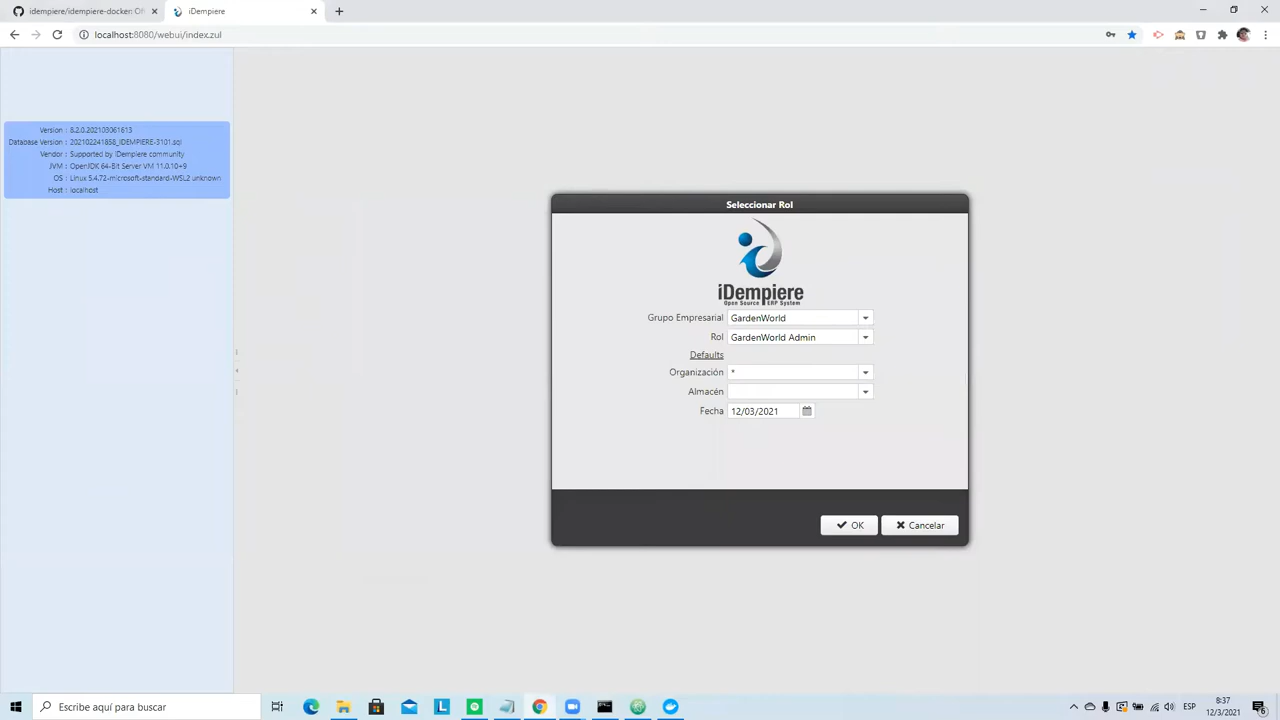 idempiere/idempiere-docker: Of
iDempiere
localhost:8080/webui/index.zul
Version : 8.2.0.202103061613
Database Version : 202102241858_IDEMPIERE-3101.sql
Vendor : Supported by iDempiere community
JVM : OpenJDK 64-Bit Server VM 11.0.10+9
OS : Linux 5.4.72-microsoft-standard-WSL2 unknown
Host : localhost
Seleccionar Rol
iDempiere
Open Source ERP System
Grupo Empresarial GardenWorld
Rol GardenWorld Admin
Defaults
Organización *
Almacén
Fecha 12/03/2021
OK Cancelar
Escribe aquí para buscar
ESP
8:37
12/3/2021
6